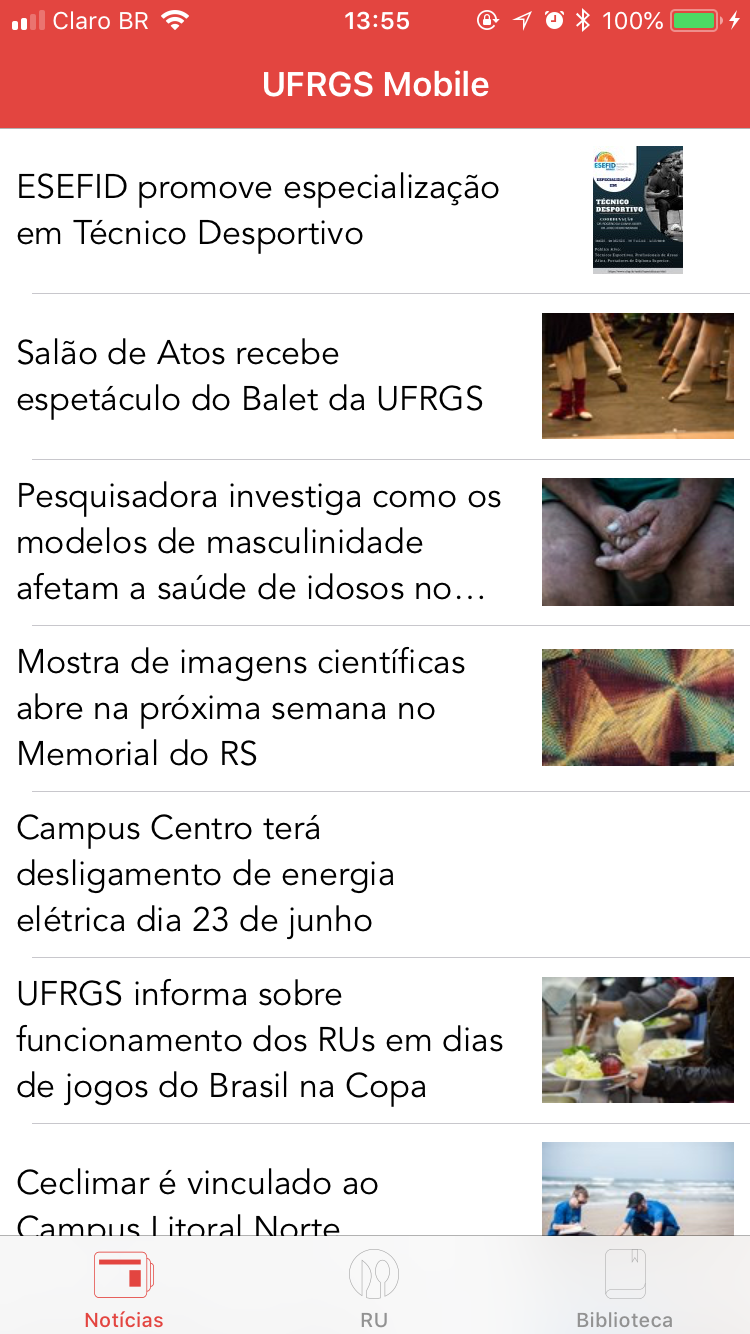 Claro BR
13:55
100%
UFRGS Mobile
ESEFID promove especialização
em Técnico Desportivo
ESEFID
ESPECIALIZAÇÃO
EM
TÉCNICO
DESPORTIVO
COORDENAÇÃO
Salão de Atos recebe
espetáculo do Balet da UFRGS
Pesquisadora investiga como os
modelos de masculinidade
afetam a saúde de idosos no…
Mostra de imagens científicas
abre na próxima semana no
Memorial do RS
Campus Centro terá
desligamento de energia
elétrica dia 23 de junho
UFRGS informa sobre
funcionamento dos RUs em dias
de jogos do Brasil na Copa
Ceclimar é vinculado ao
Campus Litoral Norte
Notícias
RU
Biblioteca